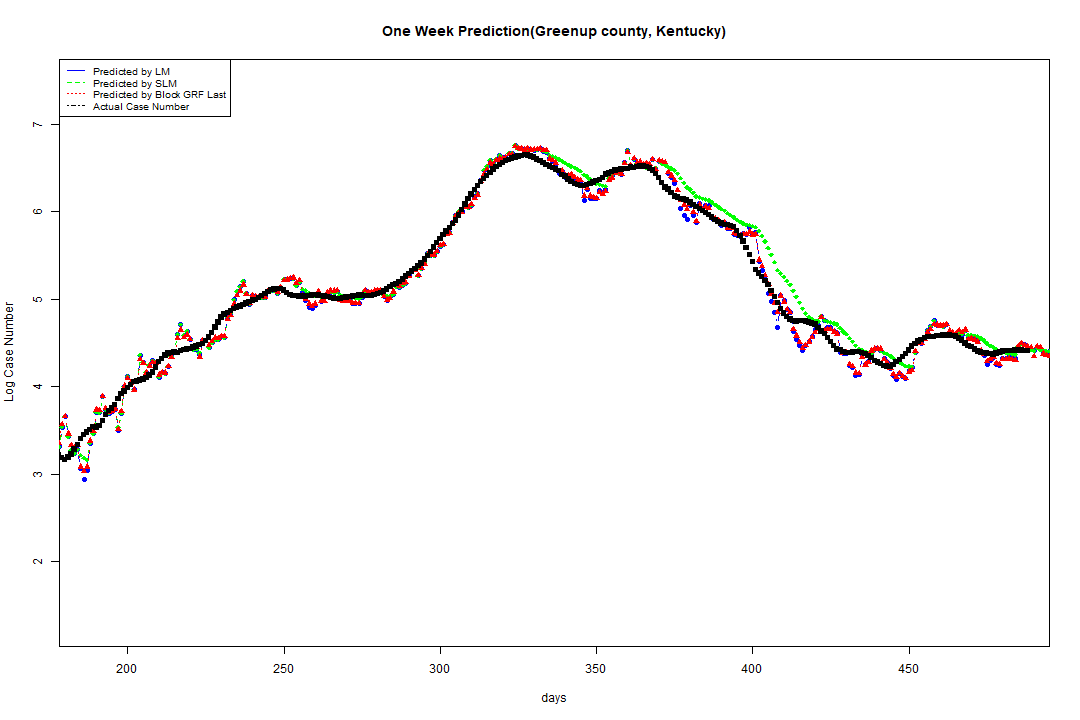 One Week Prediction(Greenup county, Kentucky)
Predicted by LM
Predicted by SLM
Predicted by Block GRF Last
Actual Case Number
Log Case Number
7
6
5
4
3
2
200 250 300 350 400 450
days